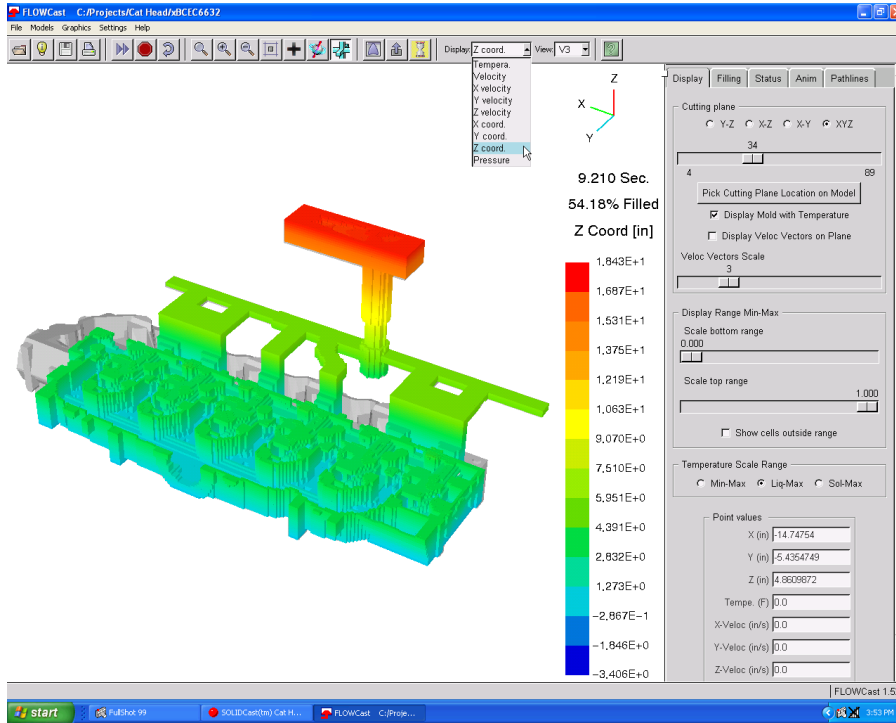 FLOWCast C:/Projects/Cat Head/xBCEC6632
File Models Graphics Settings Help
Display: Z coord. View: V3
Tempera.
Velocity
X velocity
Y velocity
Z velocity
X coord.
Y coord.
Z coord.
Pressure
Z
X
Y
9.210 Sec.
54.18% Filled
Z Coord [in]
1.843E+1
1.687E+1
1.531E+1
1.375E+1
1.219E+1
1.063E+1
9.070E+0
7.510E+0
5.951E+0
4.391E+0
2.832E+0
1.273E+0
-2.867E-1
-1.846E+0
-3.406E+0
Display Filling Status Anim Pathlines
Cutting plane
Y-Z X-Z X-Y XYZ
34
4 89
Pick Cutting Plane Location on Model
Display Mold with Temperature
Display Veloc Vectors on Plane
Veloc Vectors Scale
3
Display Range Min-Max
Scale bottom range
0.000
Scale top range
1.000
Show cells outside range
Temperature Scale Range
Min-Max Liq-Max Sol-Max
Point values
X (in) -14.74754
Y (in) -5.4354749
Z (in) 4.8609872
Tempe. (F) 0.0
X-Veloc (in/s) 0.0
Y-Veloc (in/s) 0.0
Z-Veloc (in/s) 0.0
FLOWCast 1.5
start FullShot 99 SOLIDCast(tm) Cat H... FLOWCast C:/Proje... 3:53 PM